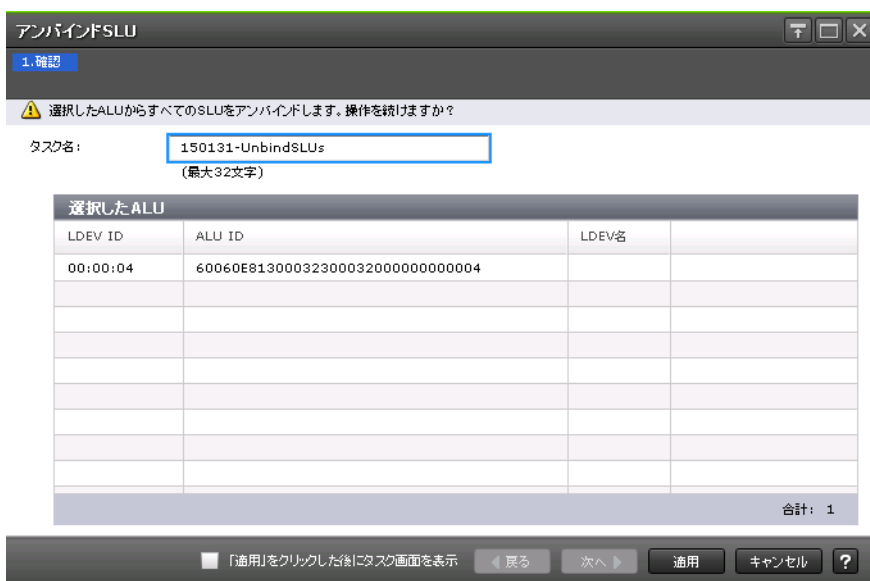 アンバインドSLU
1.確認
選択したALUからすべてのSLUをアンバインドします。操作を続けますか?
タスク名: 150131-UnbindSLUs
(最大32文字)
選択したALU
LDEV ID ALU ID LDEV名
00:00:04 60060E81300032300032000000000004
合計: 1
「適用」をクリックした後にタスク画面を表示 戻る 次へ 適用 キャンセル ?